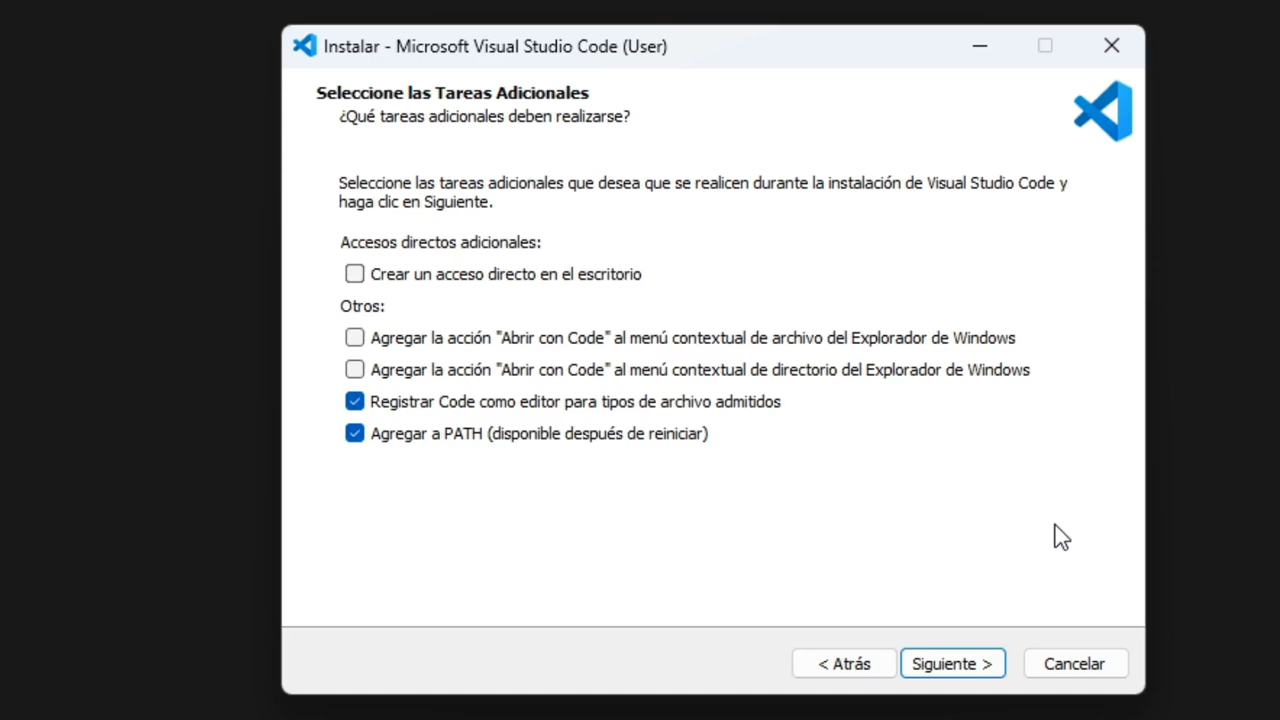 Instalar - Microsoft Visual Studio Code (User)
Seleccione las Tareas Adicionales
¿Qué tareas adicionales deben realizarse?
Seleccione las tareas adicionales que desea que se realicen durante la instalación de Visual Studio Code y
haga clic en Siguiente.
Accesos directos adicionales:
Crear un acceso directo en el escritorio
Otros:
Agregar la acción "Abrir con Code" al menú contextual de archivo del Explorador de Windows
Agregar la acción "Abrir con Code" al menú contextual de directorio del Explorador de Windows
Registrar Code como editor para tipos de archivo admitidos
Agregar a PATH (disponible después de reiniciar)
< Atrás
Siguiente >
Cancelar